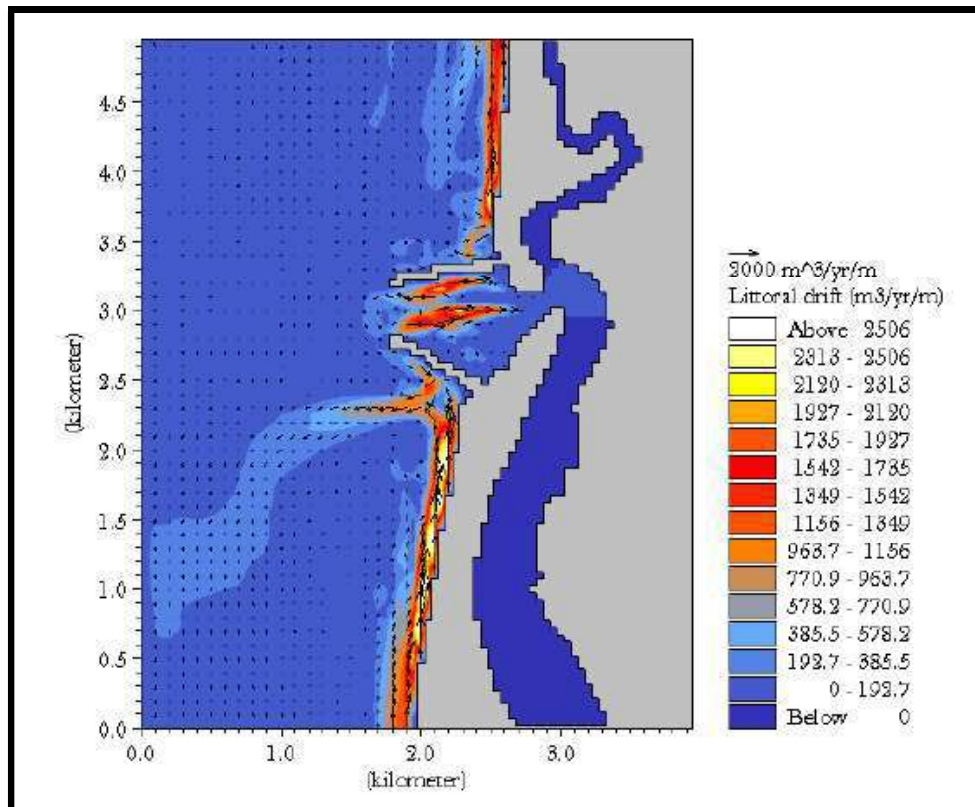 4.5
4.0
3.5
3.0
2.5
2.0
1.5
1.0
0.5
0.0
(kilometer)
0.0 1.0 2.0 3.0
(kilometer)
2000 m^3/yr/m
Littoral drift (m3/yr/m)
Above 2506
2313 - 2506
2120 - 2313
1927 - 2120
1735 - 1927
1542 - 1735
1349 - 1542
1156 - 1349
963.7 - 1156
770.9 - 963.7
578.2 - 770.9
385.5 - 578.2
192.7 - 385.5
0 - 192.7
Below 0